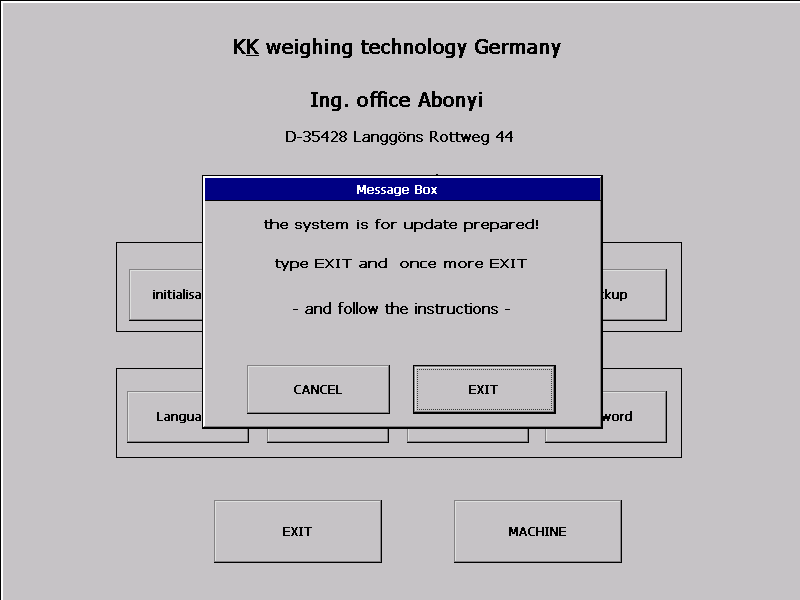 KK weighing technology Germany
Ing. office Abonyi
D-35428 Langgöns Rottweg 44
Message Box
the system is for update prepared!
type EXIT and once more EXIT
- and follow the instructions -
initialisa
kup
CANCEL
EXIT
Langua
word
EXIT
MACHINE